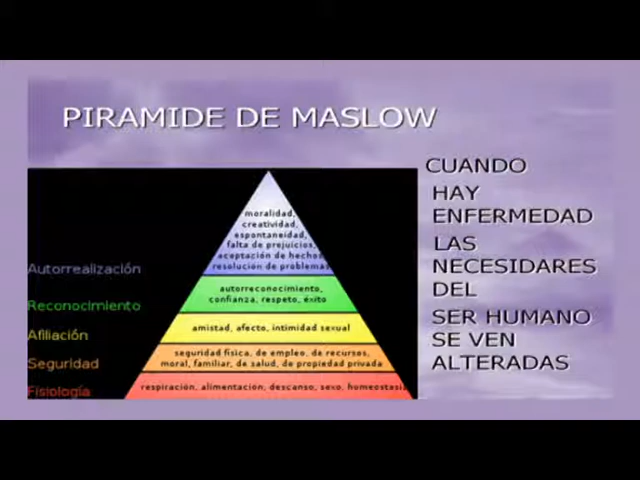 PIRAMIDE DE MASLOW
CUANDO
HAY
ENFERMEDAD
LAS
NECESIDARES
DEL
SER HUMANO
SE VEN
ALTERADAS
moralidad,
creatividad,
espontaneidad,
falta de prejuicios,
aceptación de hechos,
resolución de problemas
Autorrealización
autorreconocimiento,
confianza, respeto, éxito
Reconocimiento
amistad, afecto, intimidad sexual
Afiliación
seguridad física, de empleo, de recursos,
moral, familiar, de salud, de propiedad privada
Seguridad
respiración, alimentación, descanso, sexo, homeostasis
Fisiología